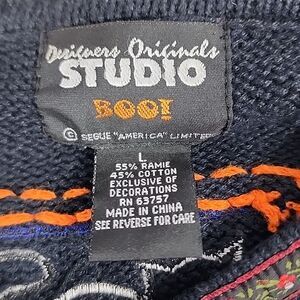 Designers Originals
STUDIO
BOO!
© SEGUE "AMERICA" LIMITED
L
55% RAMIE
45% COTTON
EXCLUSIVE OF
DECORATIONS
RN 63757
MADE IN CHINA
SEE REVERSE FOR CARE